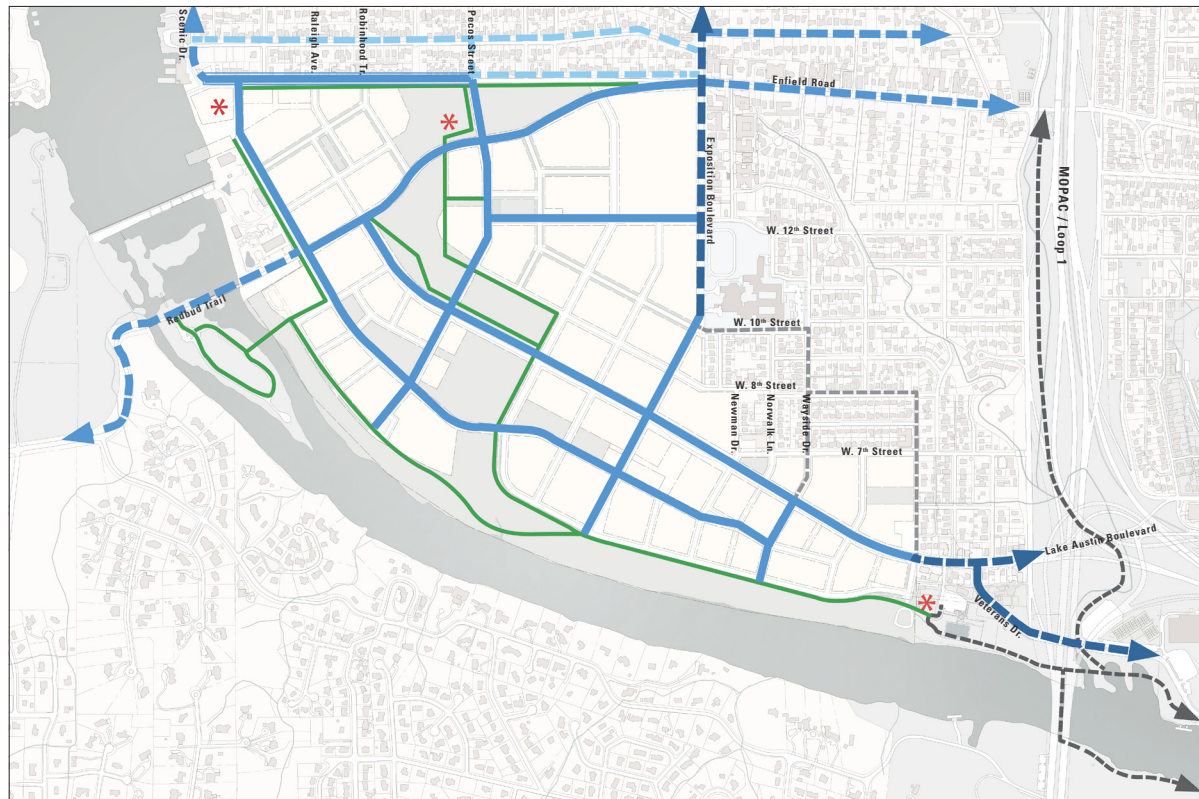 Scenic Dr.
Raleigh Ave.
Robinhood Tr.
Pecos Street
Enfield Road
Exposition Boulevard
MOPAC / Loop 1
W. 12th Street
Redbud Trail
W. 10th Street
W. 8th Street
Newman Dr.
Norwalk Ln.
Wayside Dr.
W. 7th Street
Lake Austin Boulevard
Veterans Dr.